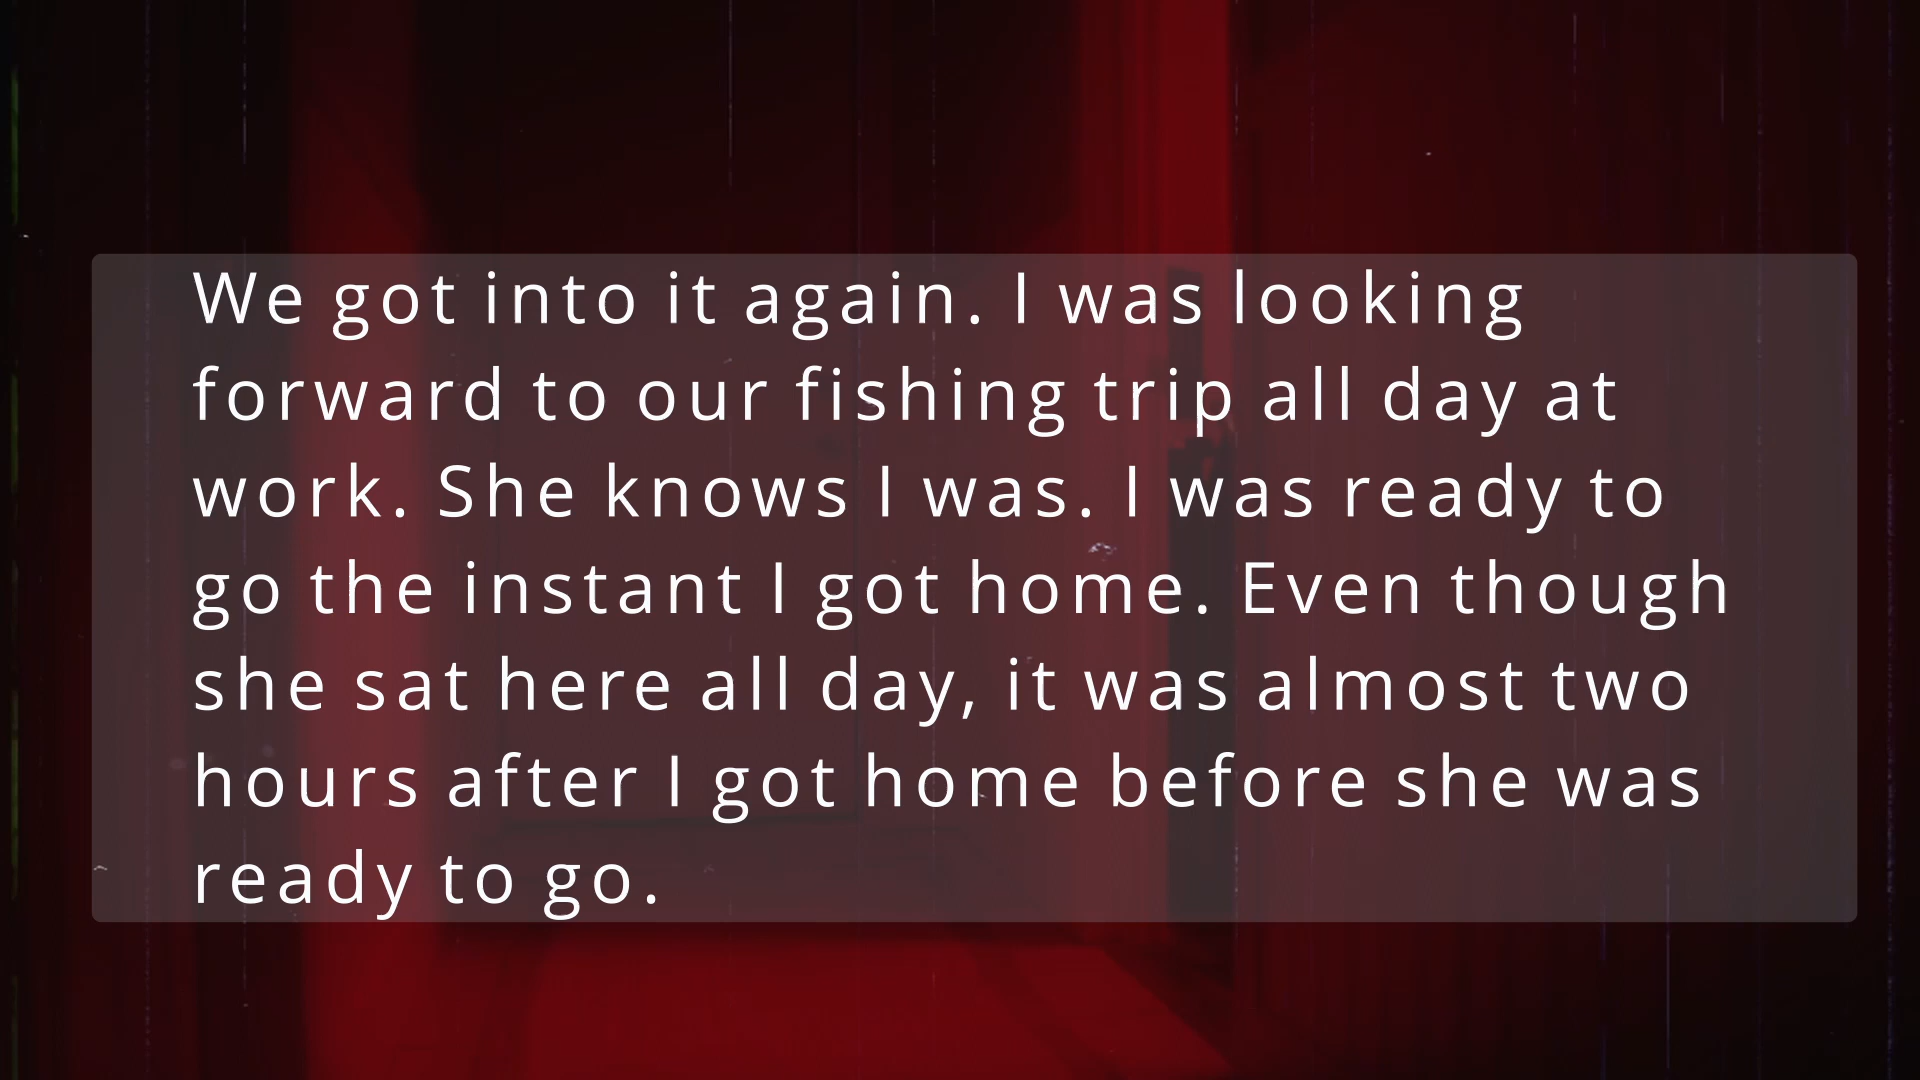 We got into it again. I was looking
forward to our fishing trip all day at
work. She knows I was. I was ready to
go the instant I got home. Even though
she sat here all day, it was almost two
hours after I got home before she was
ready to go.